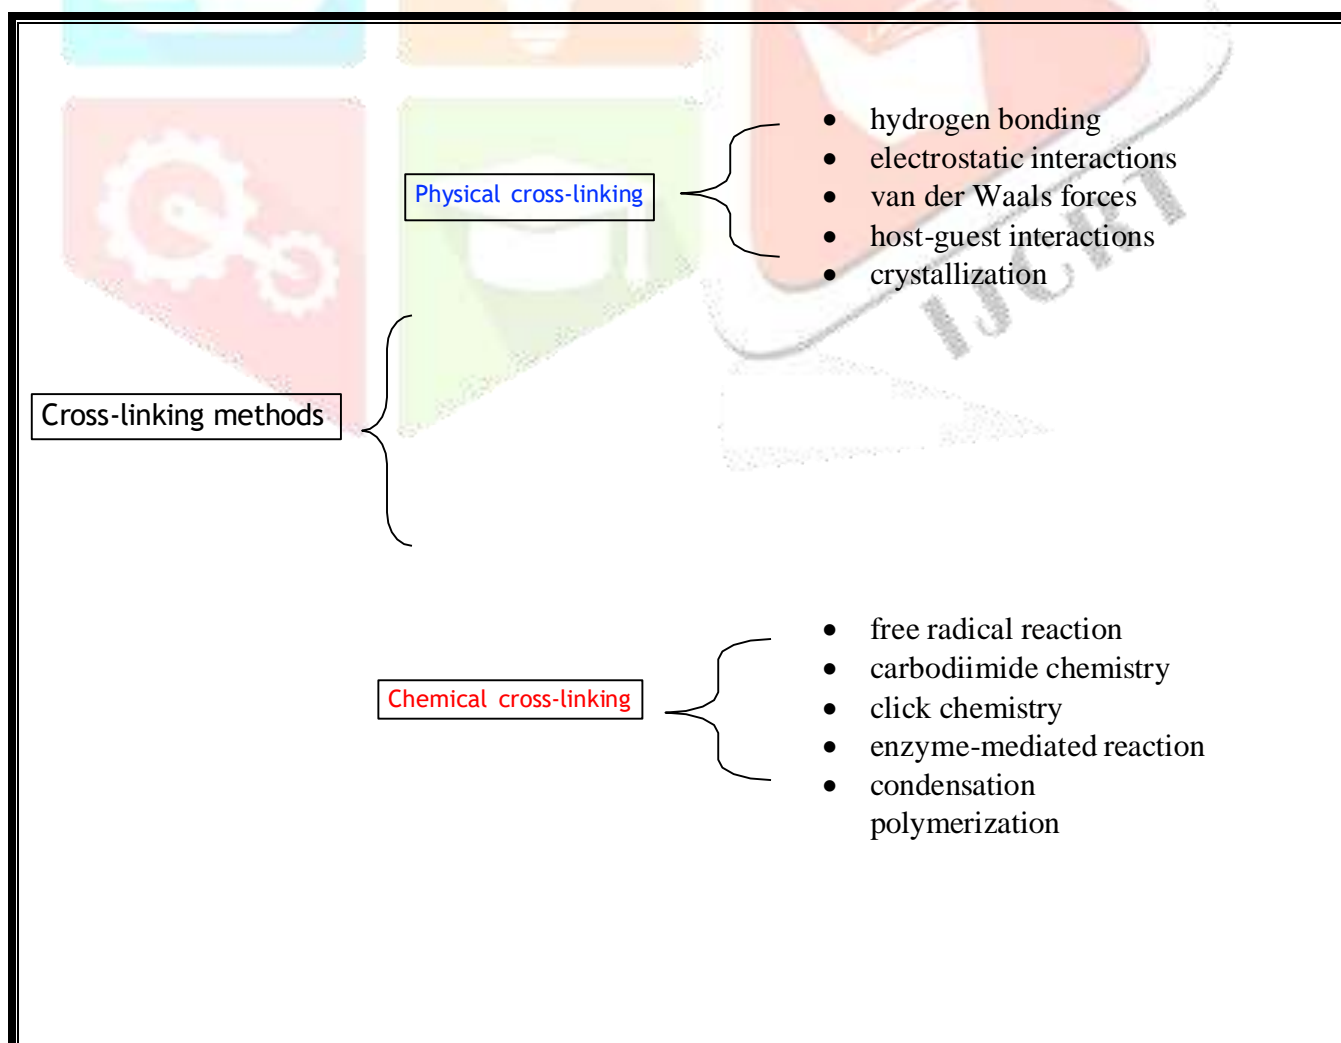 hydrogen bonding
electrostatic interactions
Physical cross-linking
van der Waals forces
host-guest interactions
crystallization
IJCRT
Cross-linking methods
free radical reaction
carbodiimide chemistry
Chemical cross-linking
click chemistry
enzyme-mediated reaction
condensation
polymerization